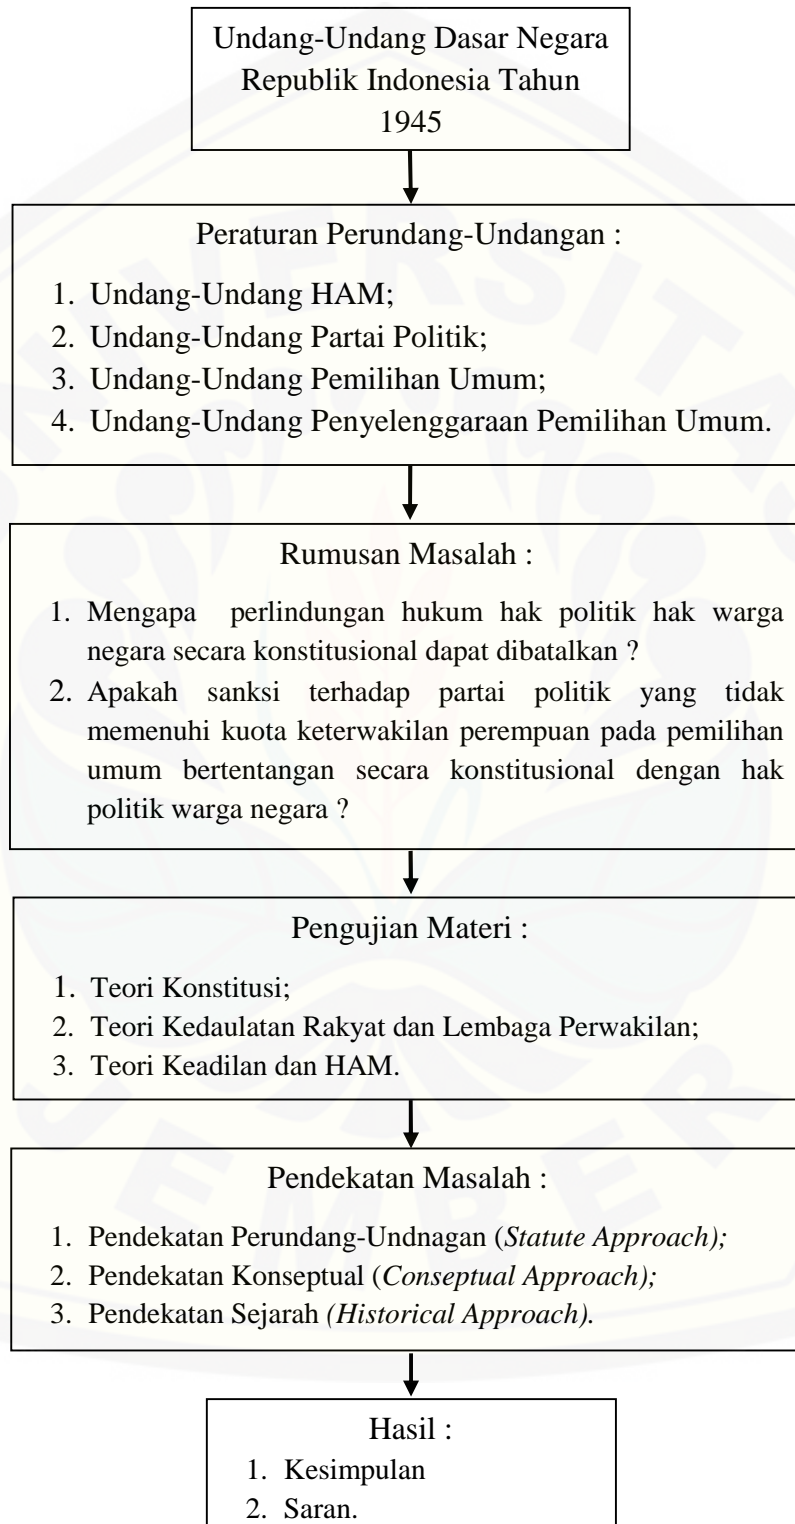 Undang-Undang Dasar Negara
Republik Indonesia Tahun
1945
Peraturan Perundang-Undangan :
1. Undang-Undang HAM;
2. Undang-Undang Partai Politik;
3. Undang-Undang Pemilihan Umum;
4. Undang-Undang Penyelenggaraan Pemilihan Umum.
Rumusan Masalah :
1. Mengapa perlindungan hukum hak politik hak warga
negara secara konstitusional dapat dibatalkan ?
2. Apakah sanksi terhadap partai politik yang tidak
memenuhi kuota keterwakilan perempuan pada pemilihan
umum bertentangan secara konstitusional dengan hak
politik warga negara ?
Pengujian Materi :
1. Teori Konstitusi;
2. Teori Kedaulatan Rakyat dan Lembaga Perwakilan;
3. Teori Keadilan dan HAM.
Pendekatan Masalah :
1. Pendekatan Perundang-Undnagan (Statute Approach);
2. Pendekatan Konseptual (Conseptual Approach);
3. Pendekatan Sejarah (Historical Approach).
Hasil :
1. Kesimpulan
2. Saran.
UNIVERSITAS
JEMBER